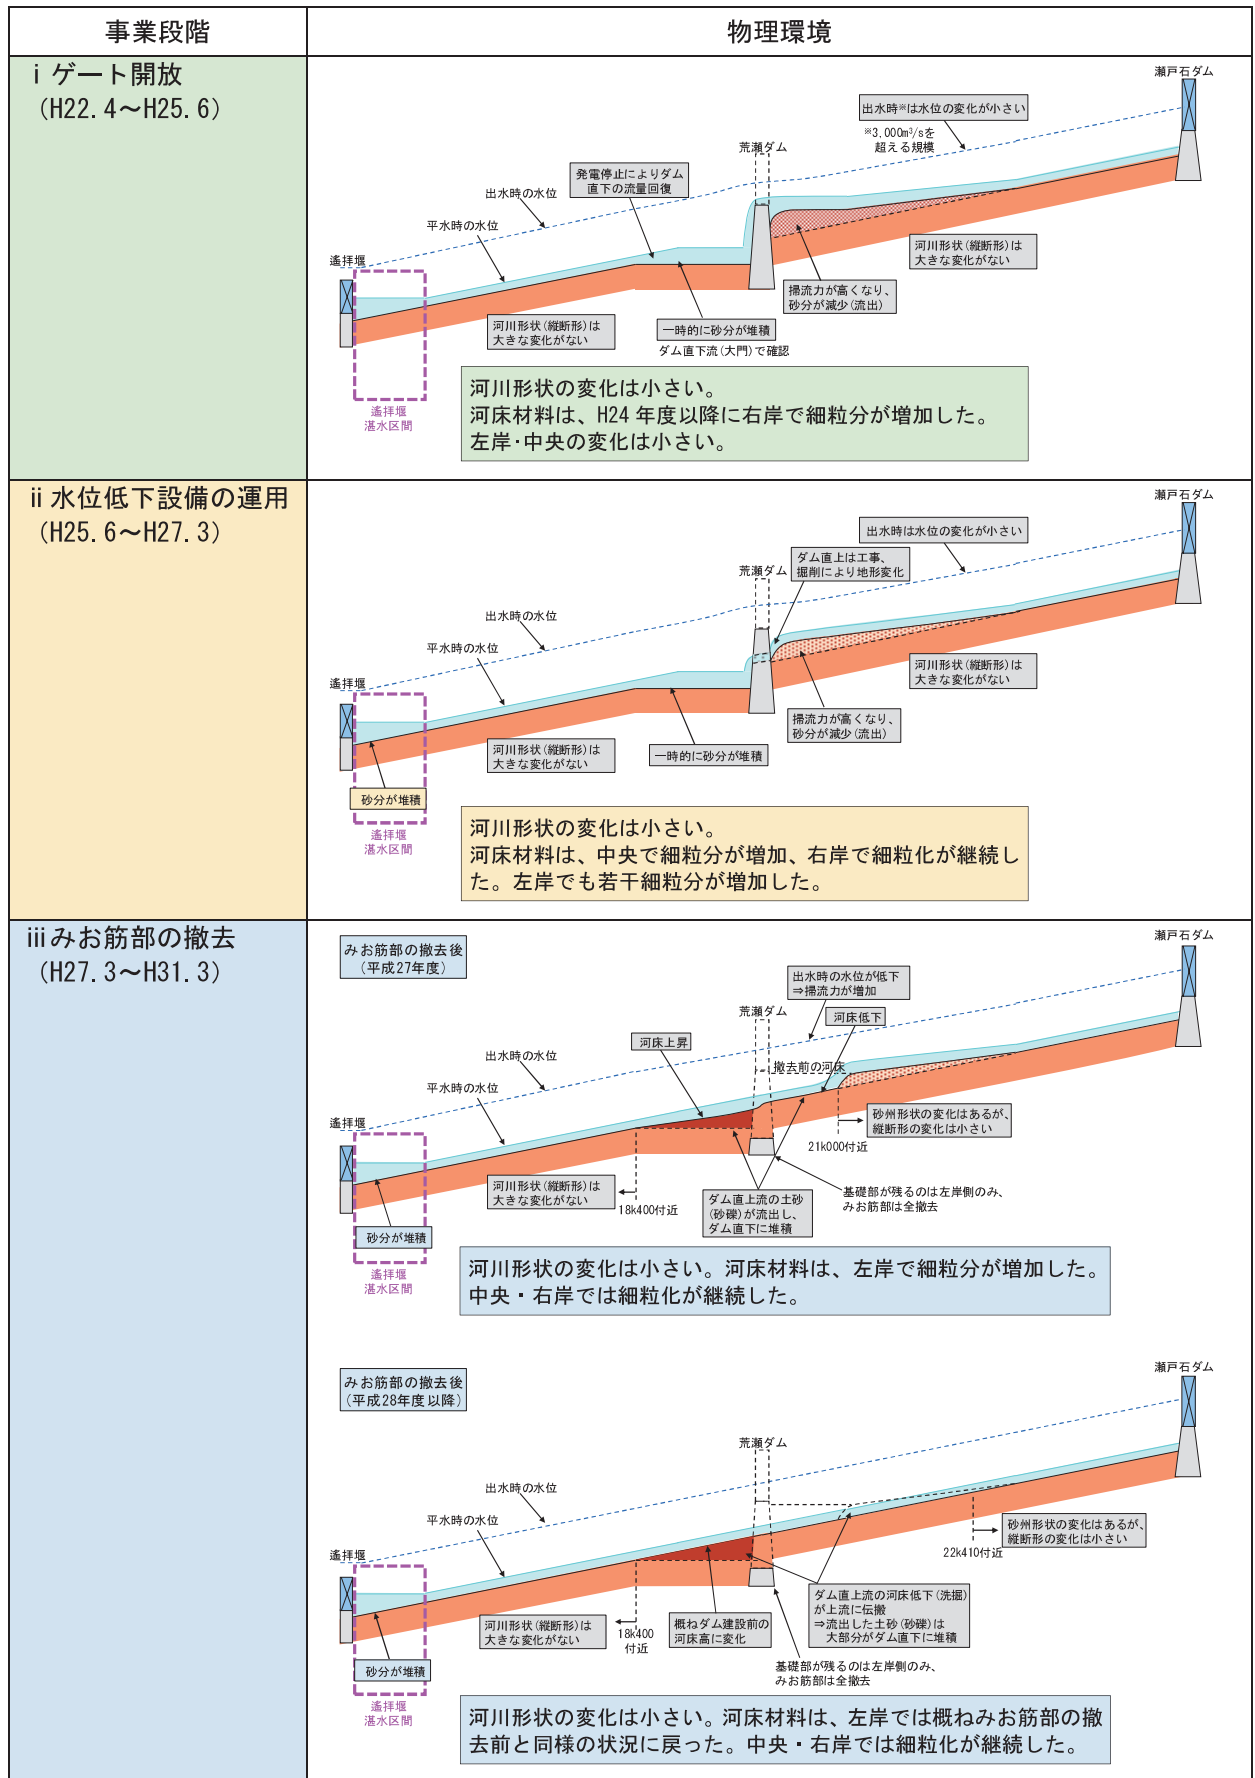 事業段階
物理環境
ⅰ ゲート開放
(H22.4～H25.6)
瀬戸石ダム
出水時※は水位の変化が小さい
※3,000m³/sを
超える規模
荒瀬ダム
発電停止によりダム
直下の流量回復
出水時の水位
平水時の水位
遙拝堰
河川形状(縦断形)は
大きな変化がない
掃流力が高くなり、
砂分が減少(流出)
河川形状(縦断形)は
大きな変化がない
一時的に砂分が堆積
ダム直下流(大門)で確認
遙拝堰
湛水区間
河川形状の変化は小さい。
河床材料は、H24 年度以降に右岸で細粒分が増加した。
左岸･中央の変化は小さい。
ⅱ 水位低下設備の運用
(H25.6～H27.3)
瀬戸石ダム
出水時は水位の変化が小さい
ダム直上は工事、
掘削により地形変化
荒瀬ダム
出水時の水位
平水時の水位
遙拝堰
河川形状(縦断形)は
大きな変化がない
掃流力が高くなり、
砂分が減少(流出)
河川形状(縦断形)は
大きな変化がない
一時的に砂分が堆積
砂分が堆積
遙拝堰
湛水区間
河川形状の変化は小さい。
河床材料は、中央で細粒分が増加、右岸で細粒化が継続し
た。左岸でも若干細粒分が増加した。
ⅲ みお筋部の撤去
(H27.3～H31.3)
みお筋部の撤去後
(平成27年度)
瀬戸石ダム
出水時の水位が低下
⇒掃流力が増加
荒瀬ダム
河床低下
河床上昇
出水時の水位
撤去前の河床
平水時の水位
遙拝堰
砂州形状の変化はあるが、
縦断形の変化は小さい
21k000付近
河川形状(縦断形)は
大きな変化がない
18k400付近
ダム直上流の土砂
(砂礫)が流出し、
ダム直下に堆積
基礎部が残るのは左岸側のみ、
みお筋部は全撤去
砂分が堆積
遙拝堰
湛水区間
河川形状の変化は小さい。河床材料は、左岸で細粒分が増加した。
中央・右岸では細粒化が継続した。
みお筋部の撤去後
(平成28年度以降)
瀬戸石ダム
荒瀬ダム
出水時の水位
平水時の水位
遙拝堰
砂州形状の変化はあるが、
縦断形の変化は小さい
22k410付近
河川形状(縦断形)は
大きな変化がない
18k400
付近
概ねダム建設前の
河床高に変化
ダム直上流の河床低下(洗掘)
が上流に伝搬
⇒流出した土砂(砂礫)は
大部分がダム直下に堆積
基礎部が残るのは左岸側のみ、
みお筋部は全撤去
砂分が堆積
遙拝堰
湛水区間
河川形状の変化は小さい。河床材料は、左岸では概ねみお筋部の撤
去前と同様の状況に戻った。中央・右岸では細粒化が継続した。